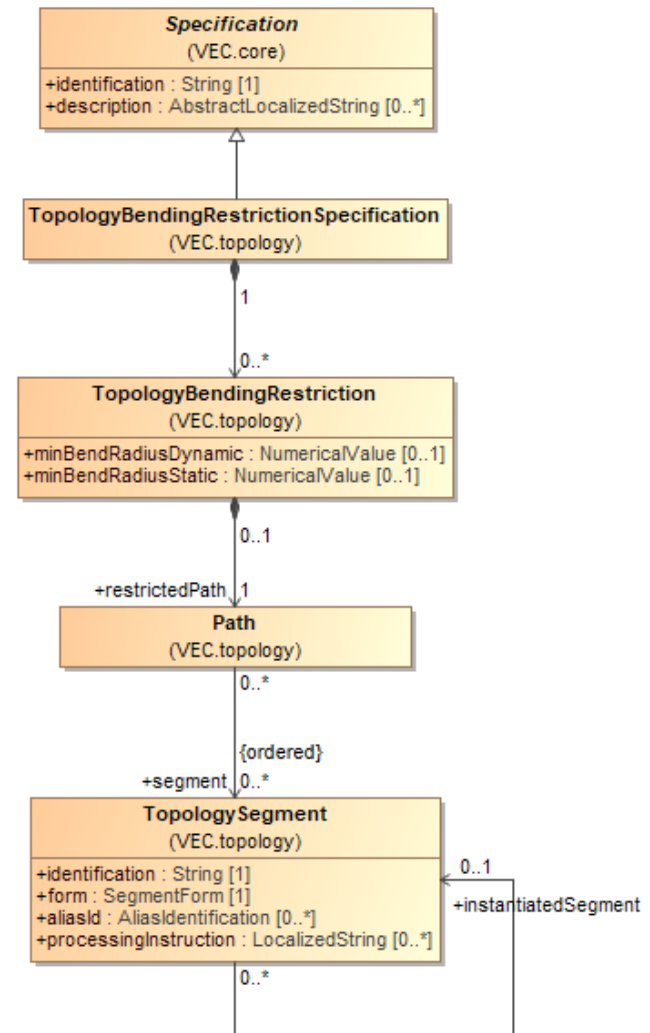 Specification
(VEC.core)
+identification : String [1]
+description : AbstractLocalizedString [0..*]
TopologyBendingRestrictionSpecification
(VEC.topology)
1
0..*
TopologyBendingRestriction
(VEC.topology)
+minBendRadiusDynamic : NumericalValue [0..1]
+minBendRadiusStatic : NumericalValue [0..1]
0..1
+restrictedPath 1
Path
(VEC.topology)
0..*
{ordered}
+segment 0..*
TopologySegment
(VEC.topology)
+identification : String [1]
+form : SegmentForm [1]
+aliasId : AliasIdentification [0..*]
+processingInstruction : LocalizedString [0..*]
0..1
+instantiatedSegment
0..*